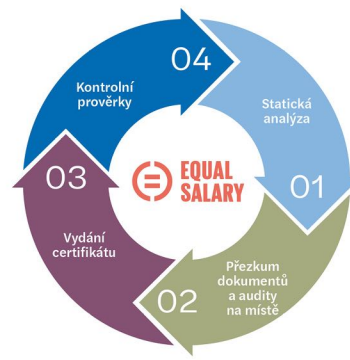 Statická
analýza
01
Přezkum
dokumentů
a audity
na místě
02
Vydání
certifikátu
03
Kontrolní
prověrky
04
EQUAL
SALARY